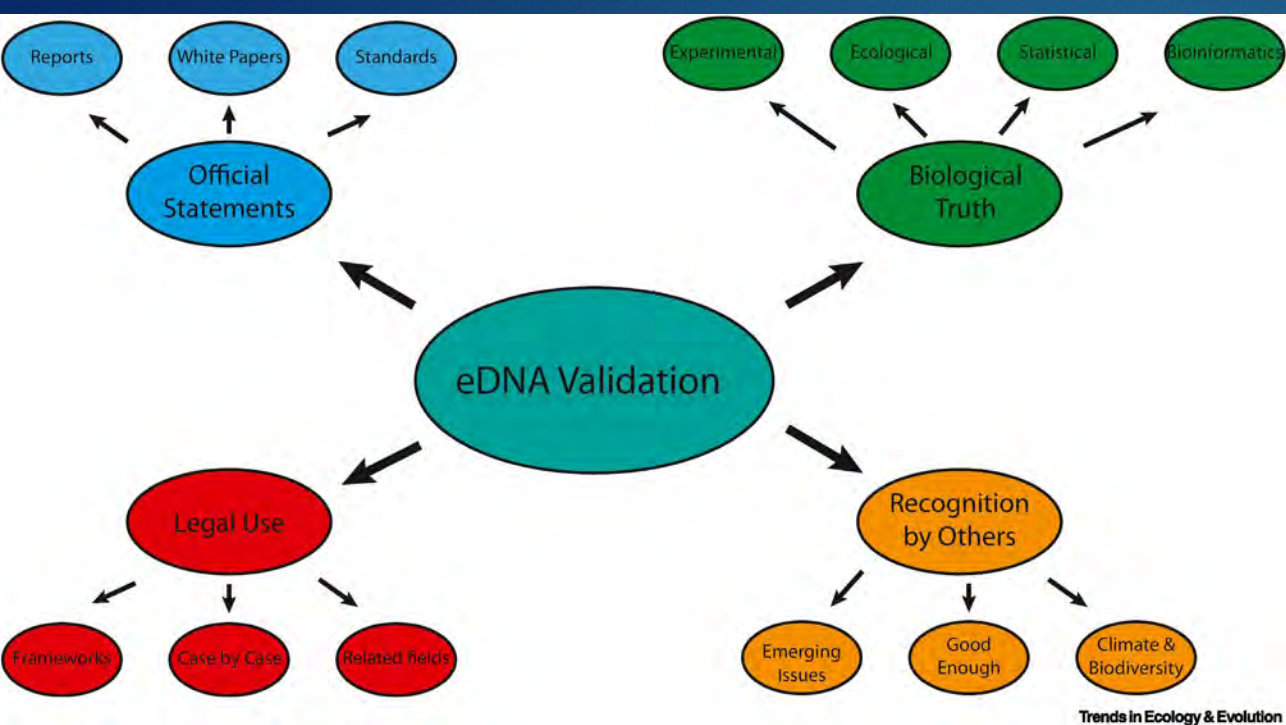 Reports
White Papers
Standards
Experimental
Ecological
Statistical
Bioinformatics
Official
Statements
Biological
Truth
eDNA Validation
Legal Use
Recognition
by Others
Frameworks
Case by Case
Related fields
Emerging
Issues
Good
Enough
Climate &
Biodiversity
Trends in Ecology & Evolution